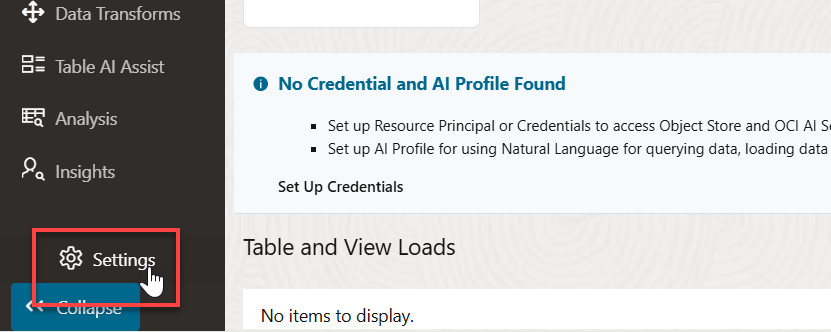 Data Transforms
Table AI Assist
Analysis
Insights
Settings
Collapse
No Credential and AI Profile Found
Set up Resource Principal or Credentials to access Object Store and OCI AI
Set up AI Profile for using Natural Language for querying data, loading data
Set Up Credentials
Table and View Loads
No items to display.